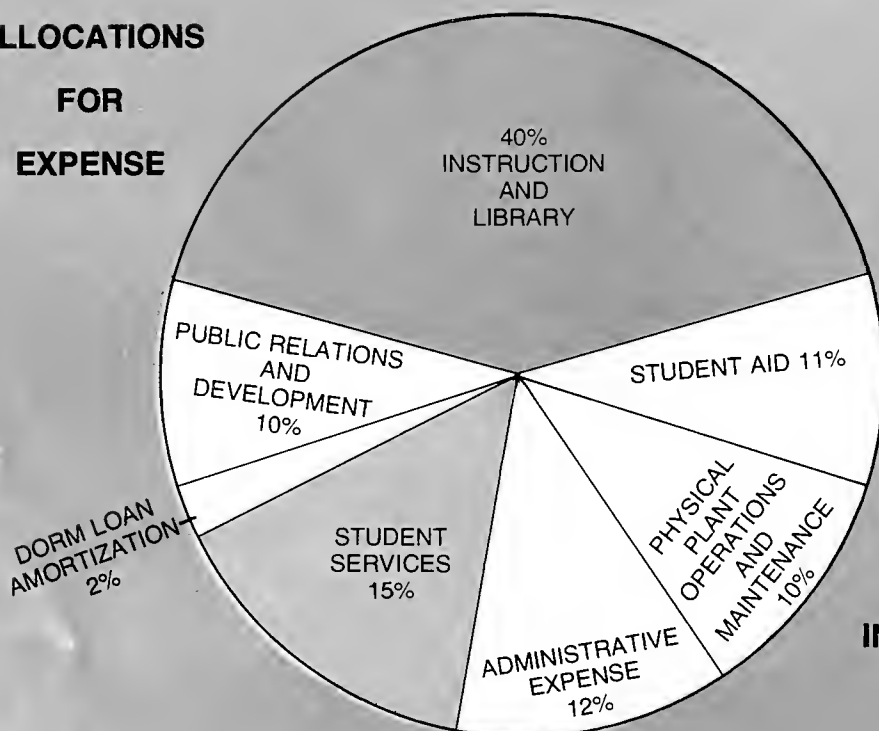 LLOCATIONS
FOR
EXPENSE
40%
INSTRUCTION
AND
LIBRARY
PUBLIC RELATIONS
AND
DEVELOPMENT
10%
STUDENT AID 11%
DORM LOAN
AMORTIZATION
2%
STUDENT
SERVICES
15%
PHYSICAL
PLANT
OPERATIONS
AND
MAINTENANCE
10%
ADMINISTRATIVE
EXPENSE
12%
IN